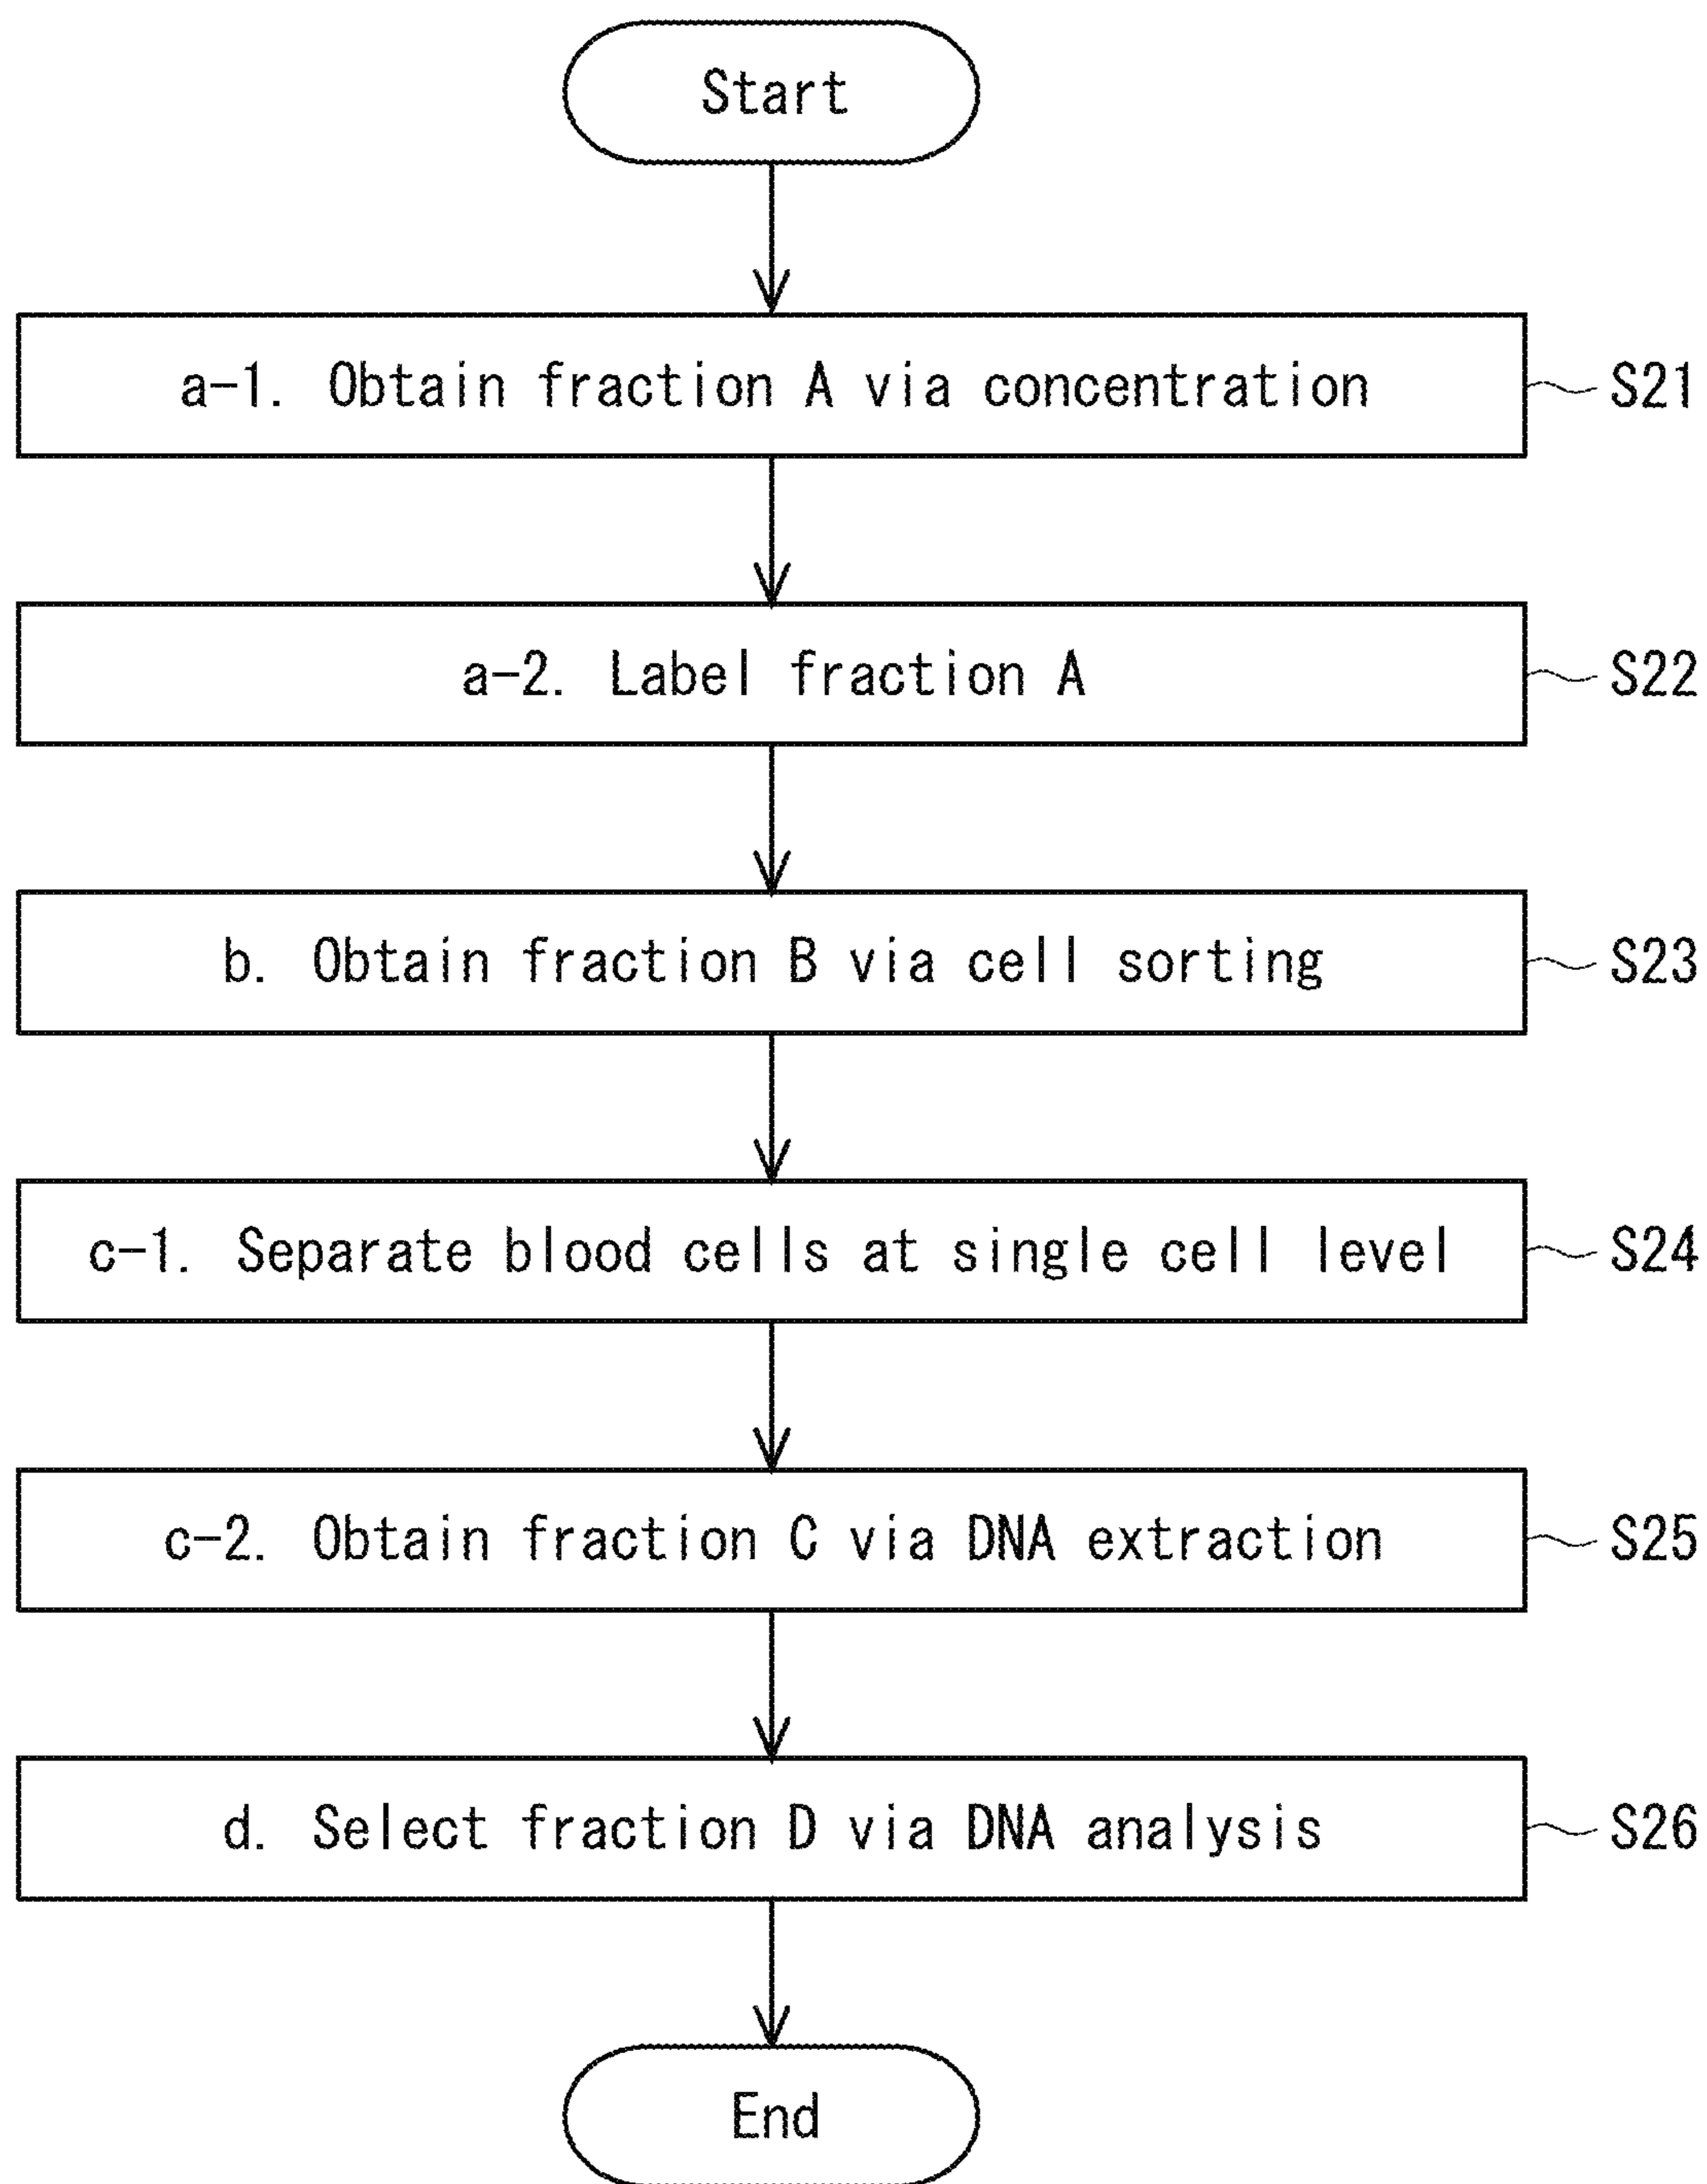 Start
a-1. Obtain fraction A via concentration
S21
a-2. Label fraction A
S22
b. Obtain fraction B via cell sorting
S23
c-1. Separate blood cells at single cell level
S24
c-2. Obtain fraction C via DNA extraction
S25
d. Select fraction D via DNA analysis
S26
End